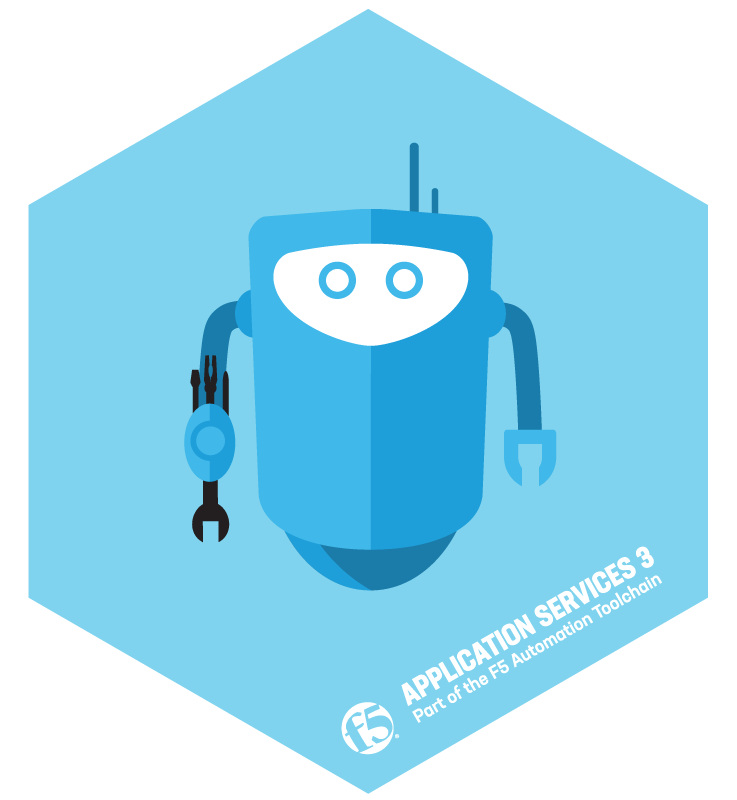 APPLICATION SERVICES 3
Part of the F5 Automation Toolchain
f5